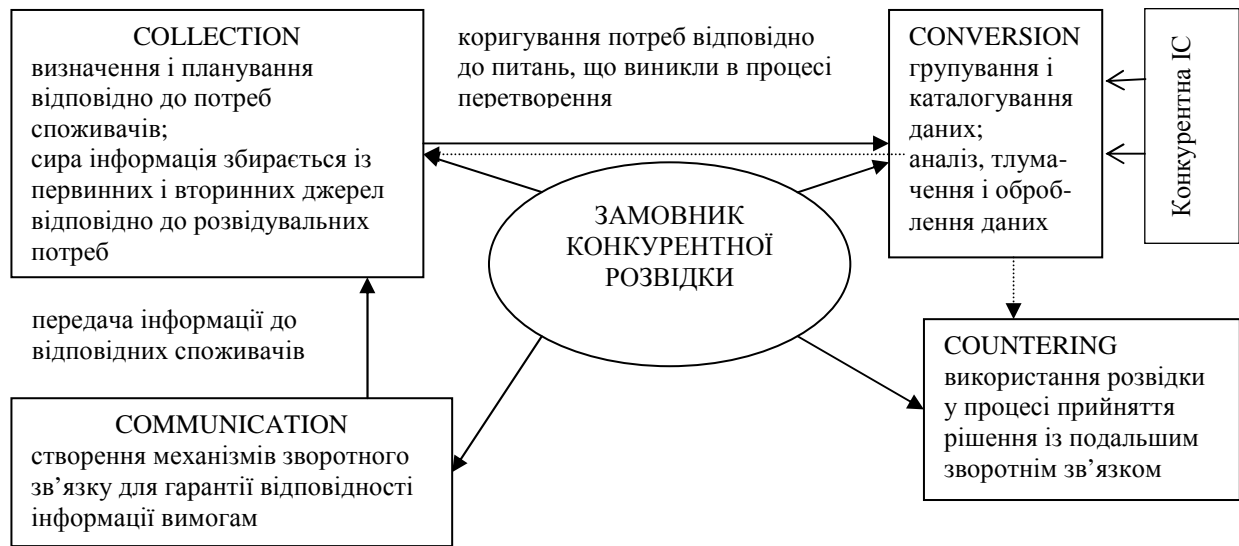 COLLECTION
визначення і планування
відповідно до потреб
споживачів;
сира інформація збирається із
первинних і вторинних джерел
відповідно до розвідувальних
потреб
коригування потреб відповідно
до питань, що виникли в процесі
перетворення
CONVERSION
групування і
каталогування
даних;
аналіз, тлума-
чення і оброб-
лення даних
Конкурентна ІС
ЗАМОВНИК
КОНКУРЕНТНОЇ
РОЗВІДКИ
передача інформації до
відповідних споживачів
COMMUNICATION
створення механізмів зворотного
зв’язку для гарантії відповідності
інформації вимогам
COUNTERING
використання розвідки
у процесі прийняття
рішення із подальшим
зворотнім зв’язком